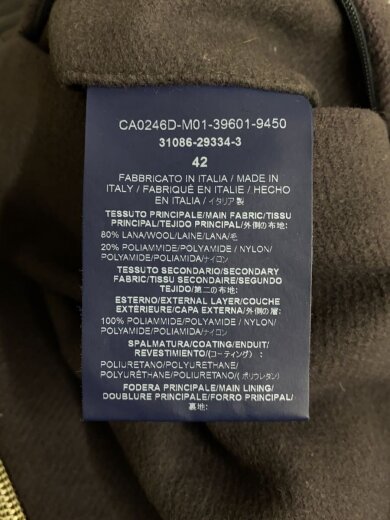 CA0246D-M01-39601-9450
31086-29334-3
42
FABBRICATO IN ITALIA / MADE IN
ITALY / FABRIQUÉ EN ITALIE / HECHO
EN ITALIA / イタリア製
TESSUTO PRINCIPALE/MAIN FABRIC/TISSU
PRINCIPAL/TEJIDO PRINCIPAL/外側の布地:
80% LANA/WOOL/LAINE/LANA/毛
20% POLIAMMIDE/POLYAMIDE / NYLON/
POLYAMIDE/POLIAMIDA/ナイロン
TESSUTO SECONDARIO/SECONDARY
FABRIC/TISSU SECONDAIRE/SEGUNDO
TEJIDO/第二の布地:
ESTERNO/EXTERNAL LAYER/COUCHE
EXTÉRIEURE/CAPA EXTERNA/外側の層:
100% POLIAMMIDE/POLYAMIDE / NYLON/
POLYAMIDE/POLIAMIDA/ナイロン
SPALMATURA/COATING/ENDUIT/
REVESTIMIENTO/(コーティング) :
POLIURETANO/POLYURETHANE/
POLYURÉTHANE/POLIURETANO/( ポリウレタン)
FODERA PRINCIPALE/MAIN LINING/
DOUBLURE PRINCIPALE/FORRO PRINCIPAL/
裏地: